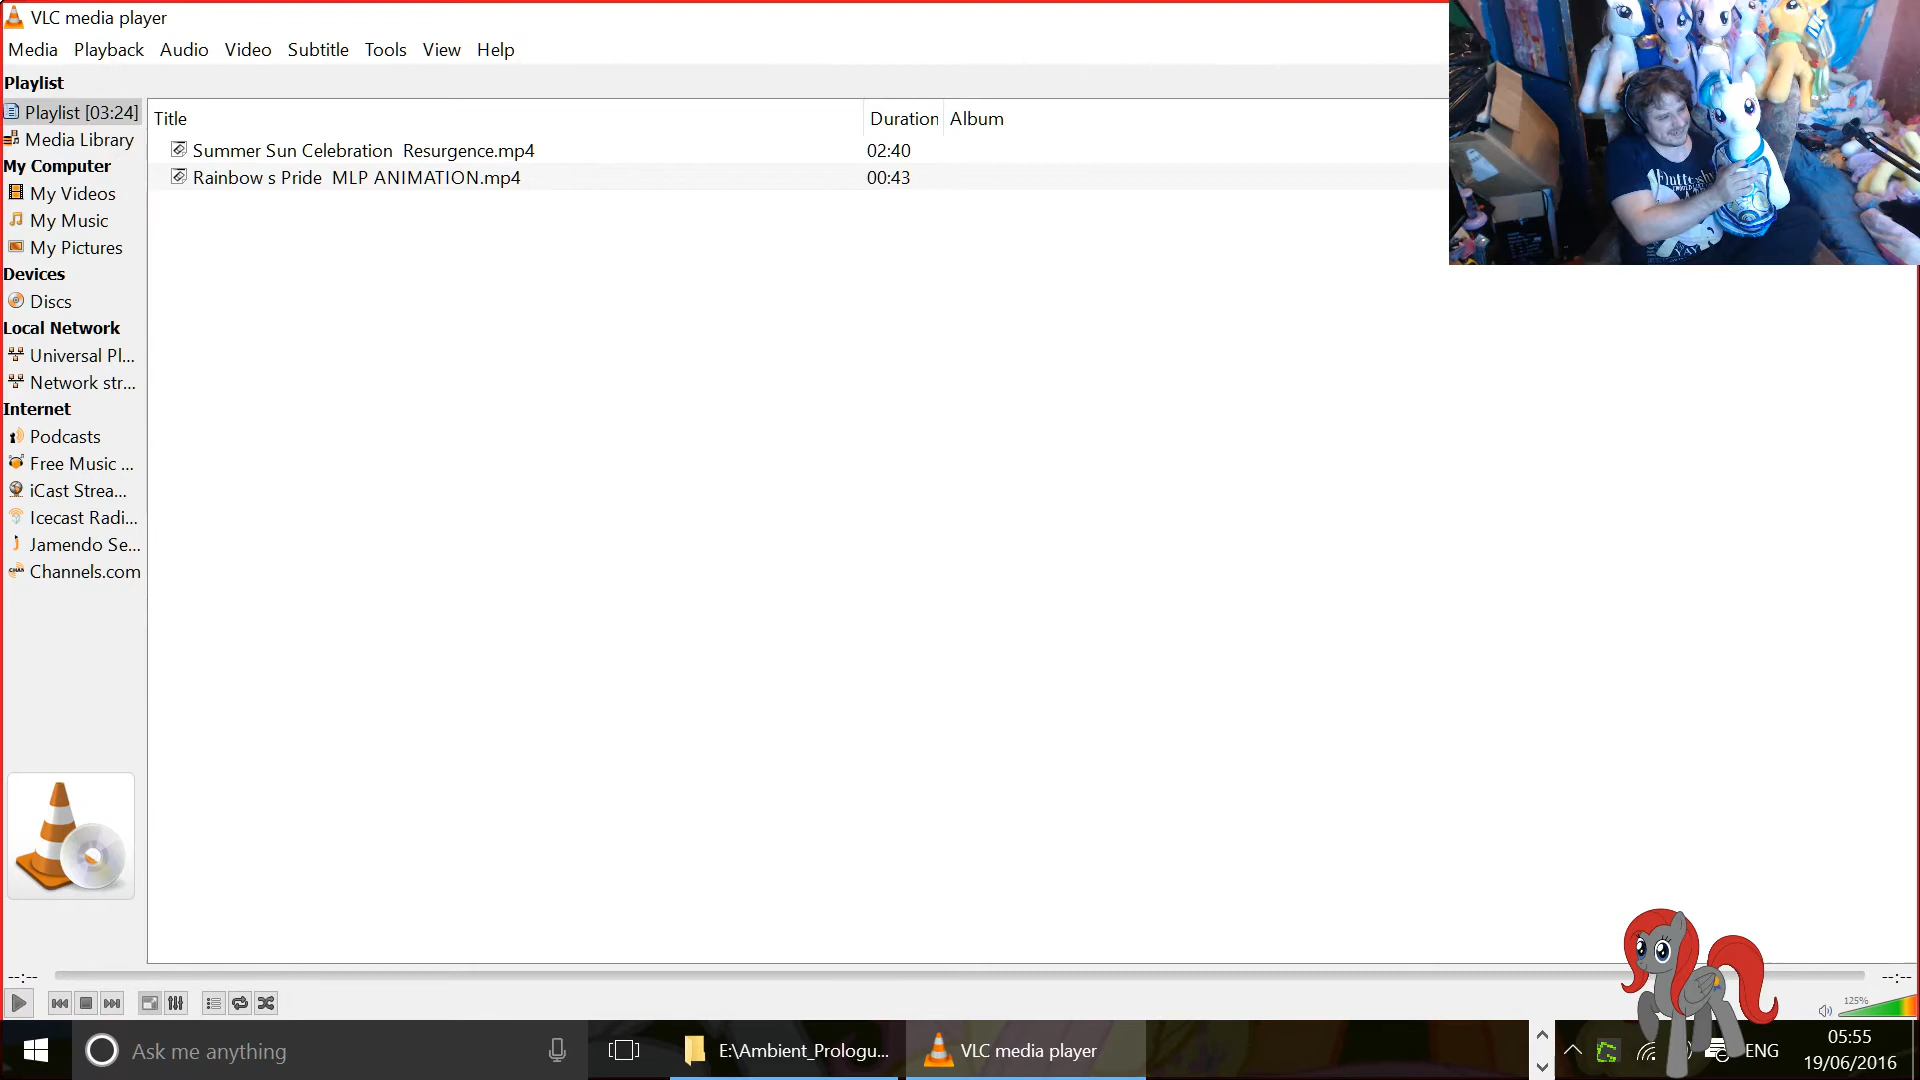 VLC media player
Media Playback Audio Video Subtitle Tools View Help
Playlist
Playlist [03:24]
Media Library
My Computer
My Videos
My Music
My Pictures
Devices
Discs
Local Network
Universal Pl...
Network str...
Internet
Podcasts
Free Music ...
iCast Strea...
Icecast Radi...
Jamendo Se...
Channels.com
Title Duration Album
Summer Sun Celebration Resurgence.mp4 02:40
Rainbow s Pride MLP ANIMATION.mp4 00:43
Fluttershy
YAY
--:-- --:--
125%
Ask me anything
E:\Ambient_Prologu...
VLC media player
ENG
05:55
19/06/2016